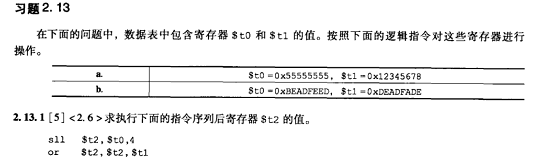 习题2.13
在下面的问题中，数据表中包含寄存器 $t0 和 $t1 的值。按照下面的逻辑指令对这些寄存器进行
操作。
a. $t0 =0x55555555, $t1 =0x12345678
b. $t0 =0xBEADFEED, $t1 =0xDEADFADE
2.13.1 [5] <2.6>求执行下面的指令序列后寄存器 $t2 的值。
sll $t2,$t0,4
or $t2,$t2,$t1